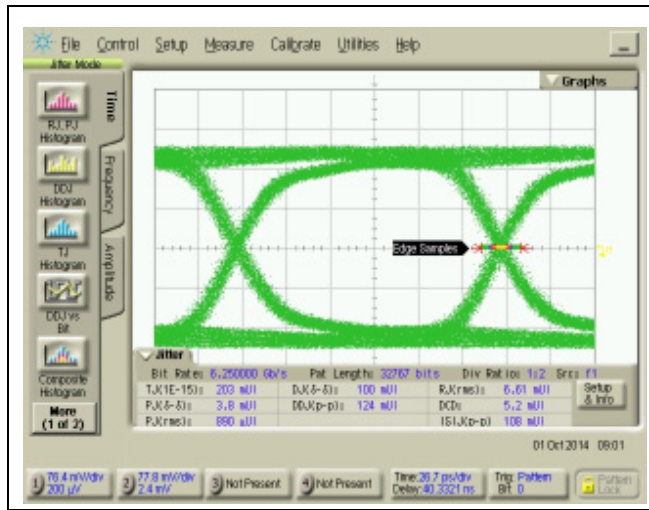 File Control Setup Measure Calibrate Utilities Help
Jitter Mode
Graphs
RJ, PJ
Histogram
DDJ
Histogram
TJ
Histogram
DDJ vs
Bit
Composite
Histogram
More
(1 of 2)
Time
Frequency
Amplitude
Edge Samples
Jitter
Bit Rate: 6.250000 Gb/s Pat Length: 32767 bits Div Ratio: 1:2 Src: f1
TJ(1E-15): 203 mUI DJ(δ-δ): 100 mUI RJ(rms): 6.61 mUI
PJ(δ-δ): 3.8 mUI DDJ(p-p): 124 mUI DCD: 5.2 mUI
PJ(rms): 890 µUI ISI(p-p) 108 mUI
Setup
& Info
01 Oct 2014 09:01
1) 76.4 mW/div 200 µV
2) 77.8 mW/div 2.4 mV
3) Not Present
4) Not Present
Time: 26.7 ps/div Delay: 40.3321 ns
Trig: Pattern Bit: 0
Pattern Lock